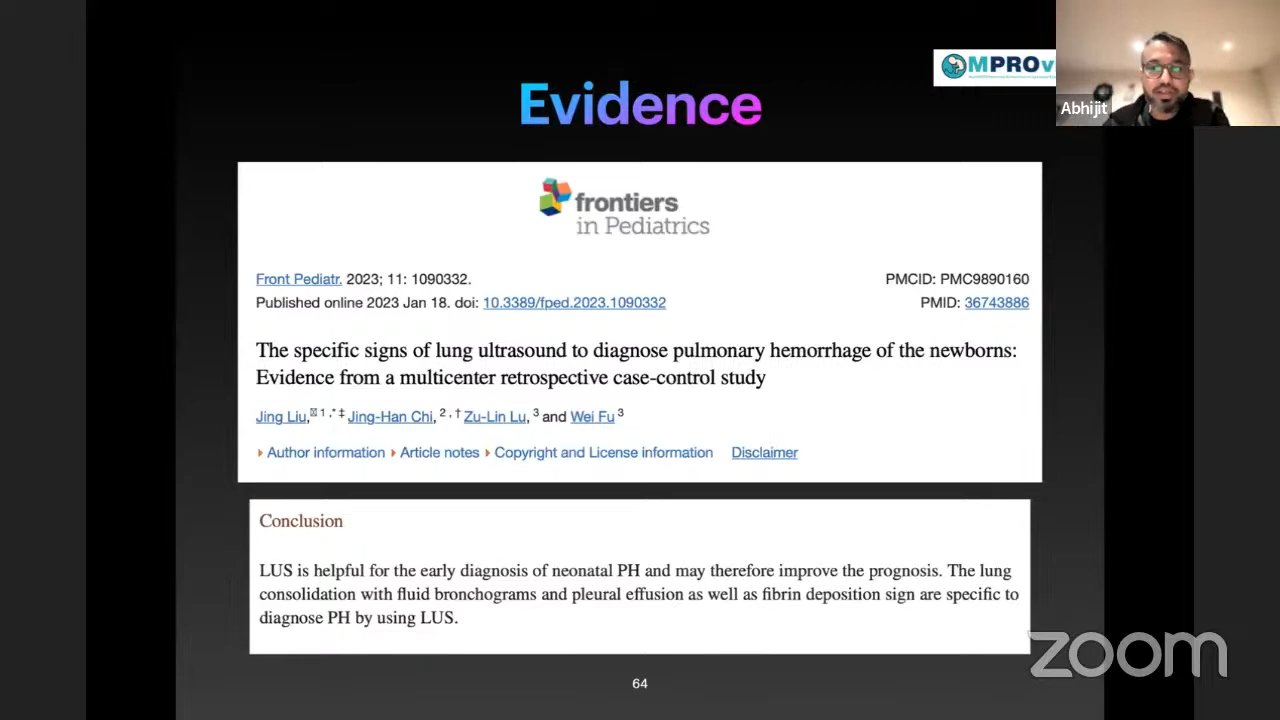 MPROv
Abhijit
Evidence
frontiers
in Pediatrics
Front Pediatr. 2023; 11: 1090332.
PMCID: PMC9890160
Published online 2023 Jan 18. doi: 10.3389/fped.2023.1090332
PMID: 36743886
The specific signs of lung ultrasound to diagnose pulmonary hemorrhage of the newborns:
Evidence from a multicenter retrospective case-control study
Jing Liu, 1,*‡ Jing-Han Chi, 2,† Zu-Lin Lu, 3 and Wei Fu 3
Author information Article notes Copyright and License information Disclaimer
Conclusion
LUS is helpful for the early diagnosis of neonatal PH and may therefore improve the prognosis. The lung
consolidation with fluid bronchograms and pleural effusion as well as fibrin deposition sign are specific to
diagnose PH by using LUS.
zoom
64